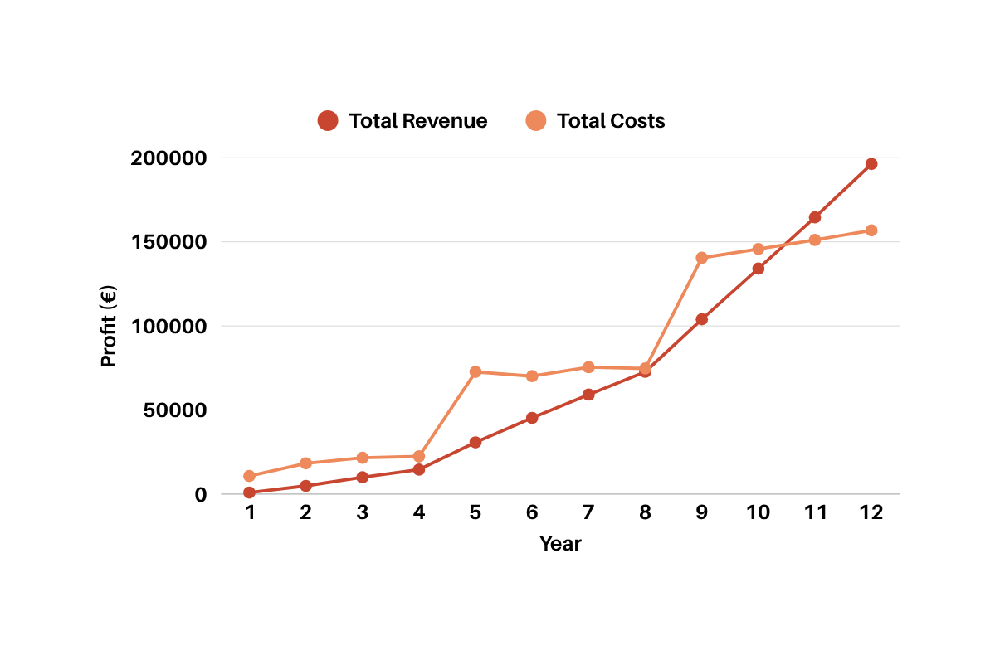 Total Revenue Total Costs
200000
150000
100000
50000
0
Profit (€)
1 2 3 4 5 6 7 8 9 10 11 12
Year